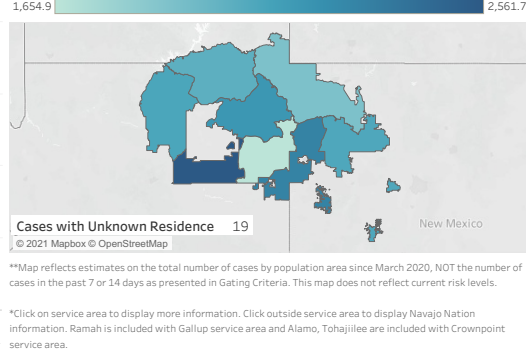 1,654.9 2,561.7
New Mexico
Cases with Unknown Residence 19
© 2021 Mapbox © OpenStreetMap
**Map reflects estimates on the total number of cases by population area since March 2020, NOT the number of
cases in the past 7 or 14 days as presented in Gating Criteria. This map does not reflect current risk levels.
*Click on service area to display more information. Click outside service area to display Navajo Nation
information. Ramah is included with Gallup service area and Alamo, Tohajiilee are included with Crownpoint
service area.